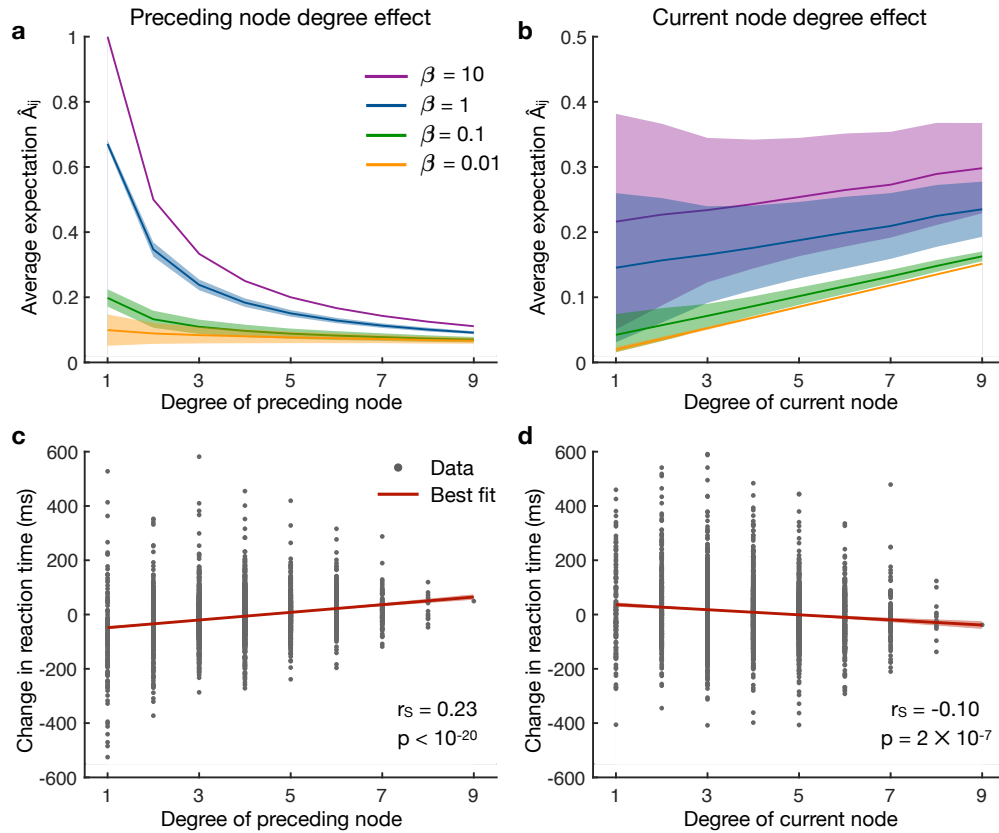 Preceding node degree effect
a
Average expectation Âij
1
0.8
0.6
0.4
0.2
0
β = 10
β = 1
β = 0.1
β = 0.01
1 3 5 7 9
Degree of preceding node
Current node degree effect
b
Average expectation Âij
0.5
0.4
0.3
0.2
0.1
0
1 3 5 7 9
Degree of current node
c
Change in reaction time (ms)
600
400
200
0
-200
-400
-600
Data
Best fit
rS = 0.23
p < 10-20
1 3 5 7 9
Degree of preceding node
d
Change in reaction time (ms)
600
400
200
0
-200
-400
-600
rS = -0.10
p = 2 × 10-7
1 3 5 7 9
Degree of current node